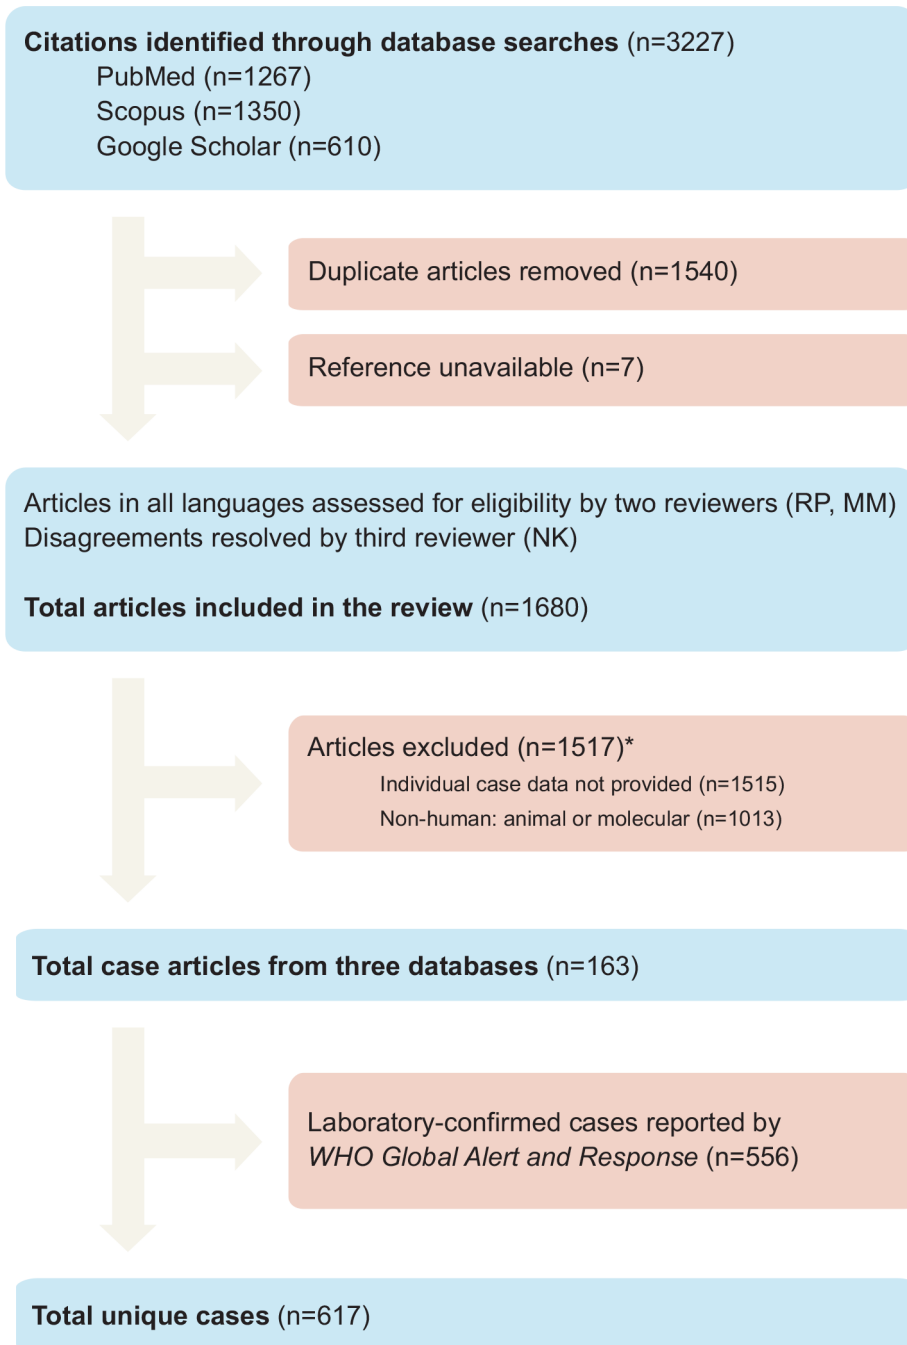 Citations identified through database searches (n=3227)
PubMed (n=1267)
Scopus (n=1350)
Google Scholar (n=610)
Duplicate articles removed (n=1540)
Reference unavailable (n=7)
Articles in all languages assessed for eligibility by two reviewers (RP, MM)
Disagreements resolved by third reviewer (NK)
Total articles included in the review (n=1680)
Articles excluded (n=1517)*
Individual case data not provided (n=1515)
Non-human: animal or molecular (n=1013)
Total case articles from three databases (n=163)
Laboratory-confirmed cases reported by
WHO Global Alert and Response (n=556)
Total unique cases (n=617)